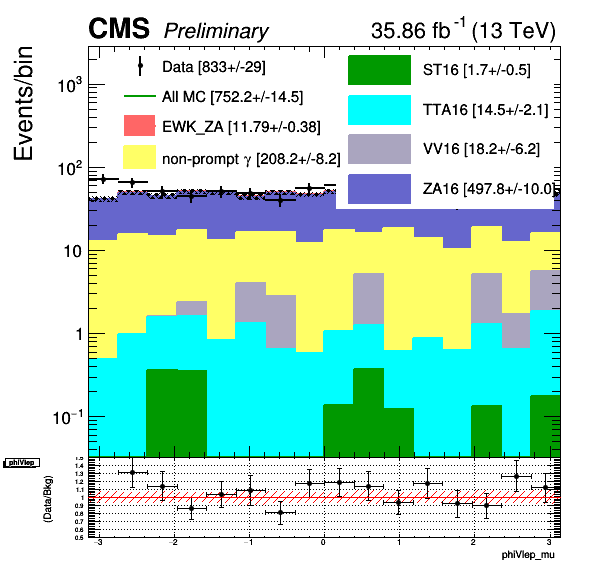 CMS Preliminary 35.86 fb⁻¹ (13 TeV)
Events/bin
Data [833+/-29]
All MC [752.2+/-14.5]
EWK_ZA [11.79+/-0.38]
non-prompt γ [208.2+/-8.2]
ST16 [1.7+/-0.5]
TTA16 [14.5+/-2.1]
VV16 [18.2+/-6.2]
ZA16 [497.8+/-10.0]
10³
10²
10
1
10⁻¹
phiVlep
(Data/Bkg)
1.5
1.4
1.3
1.2
1.1
1
0.9
0.8
0.7
0.6
0.5
−3 −2 −1 0 1 2 3
phiVlep_mu